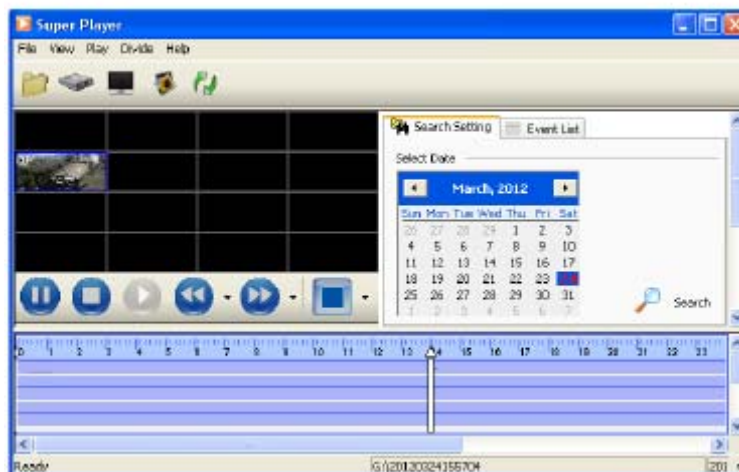 Super Player
File View Play Divide Help
Search Setting Event List
Select Date
March, 2012
Sun Mon Tue Wed Thu Fri Sat
26 27 28 29 1 2 3
4 5 6 7 8 9 10
11 12 13 14 15 16 17
18 19 20 21 22 23 24
25 26 27 28 29 30 31
1 2 3 4 5 6 7
Search
0 1 2 3 4 5 6 7 8 9 10 11 12 13 14 15 16 17 18 19 20 21 22 23
Ready G:\20120324155704 201